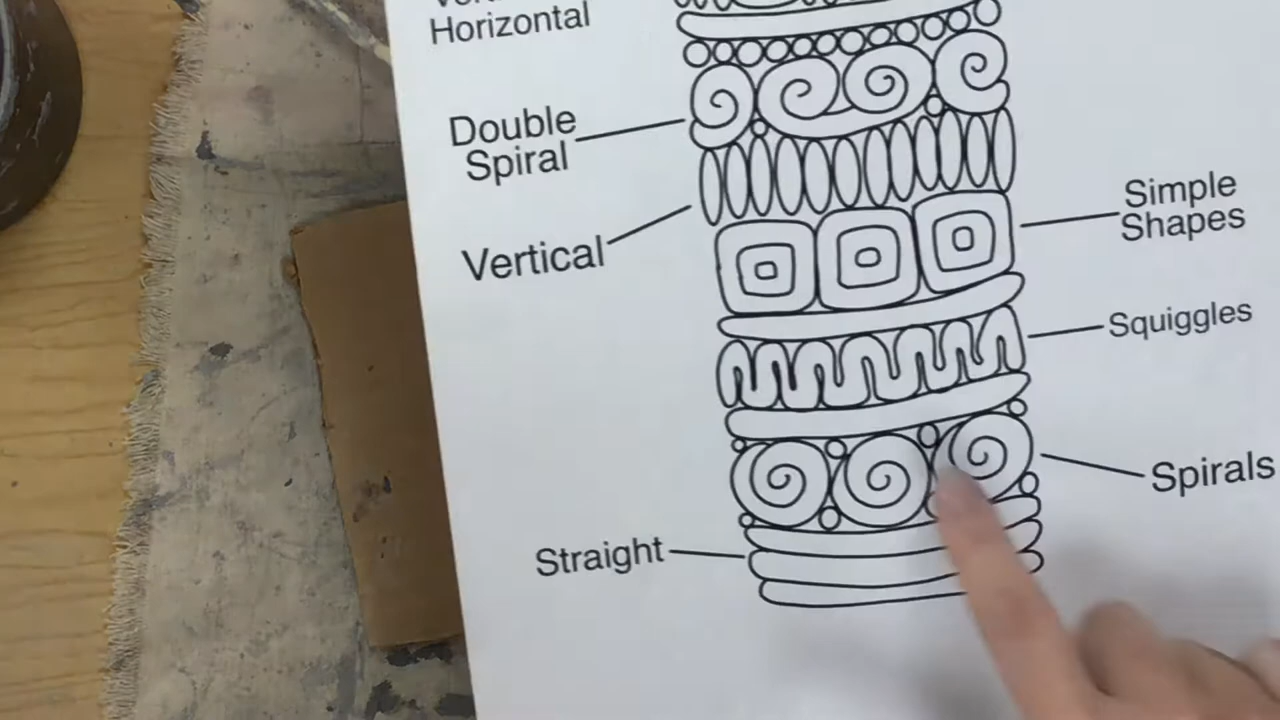 Horizontal
Double
Spiral
Vertical
Simple
Shapes
Squiggles
Spirals
Straight